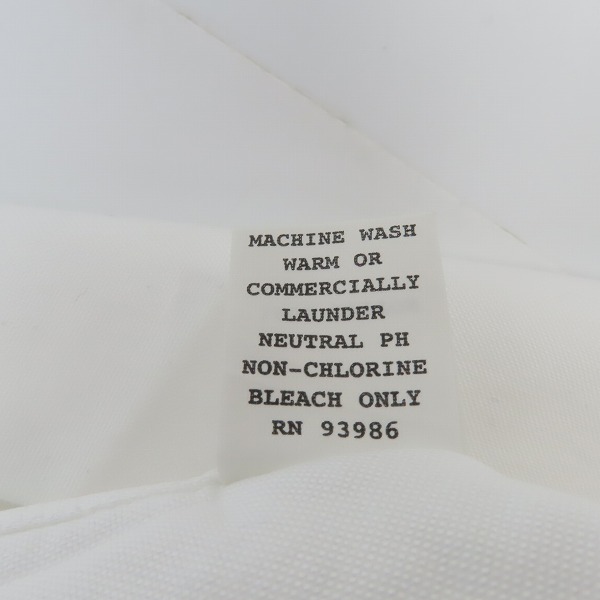 MACHINE WASH
WARM OR
COMMERCIALLY
LAUNDER
NEUTRAL PH
NON-CHLORINE
BLEACH ONLY
RN 93986